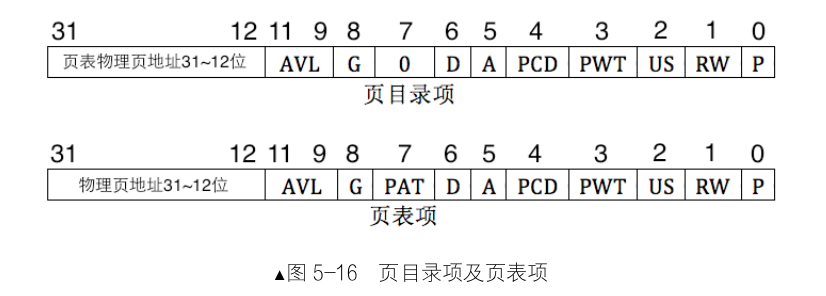 31 12 11 9 8 7 6 5 4 3 2 1 0
页表物理页地址31~12位 AVL G 0 D A PCD PWT US RW P
页目录项
31 12 11 9 8 7 6 5 4 3 2 1 0
物理页地址31~12位 AVL G PAT D A PCD PWT US RW P
页表项
▲图 5-16 页目录项及页表项